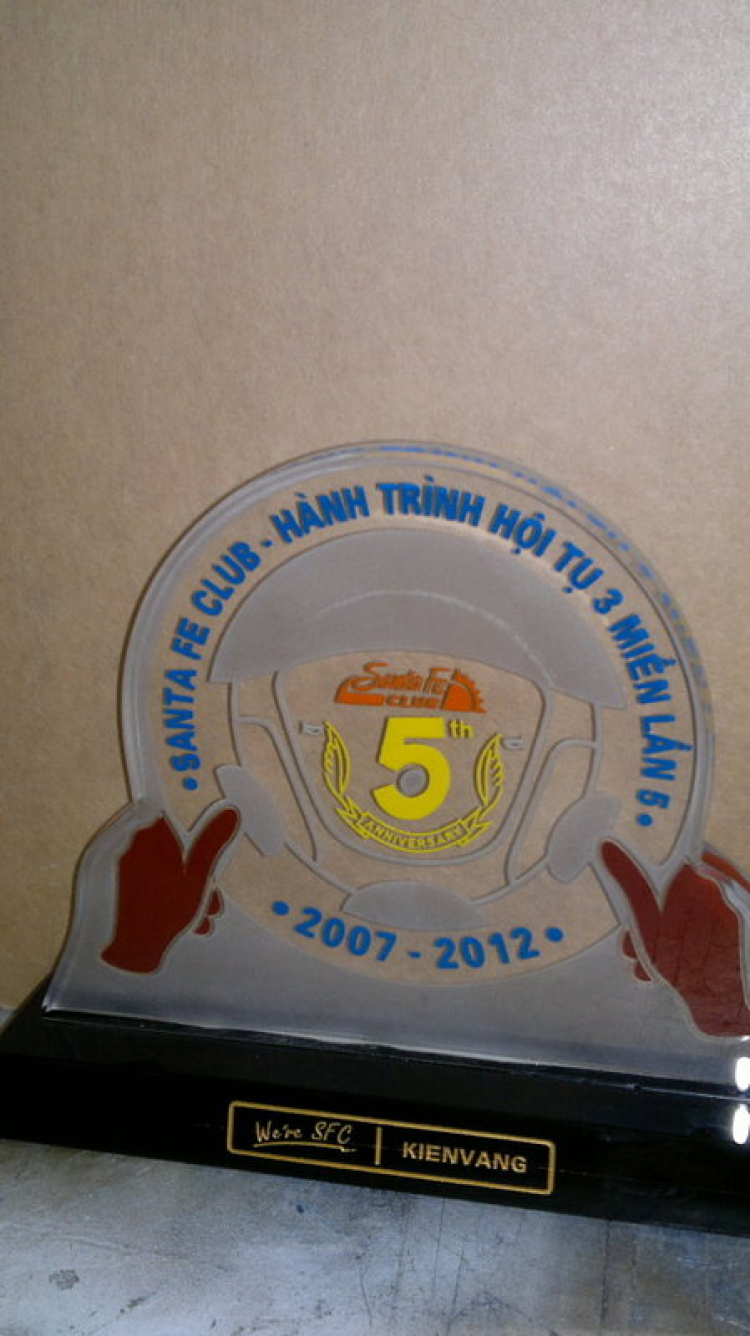 SANTA FE CLUB - HÀNH TRÌNH HỘI TỤ 3 MIỀN LẦN 5
Santa Fe
CLUB
5th
ANNIVERSARY
2007 - 2012
We're SFC | KIENVANG